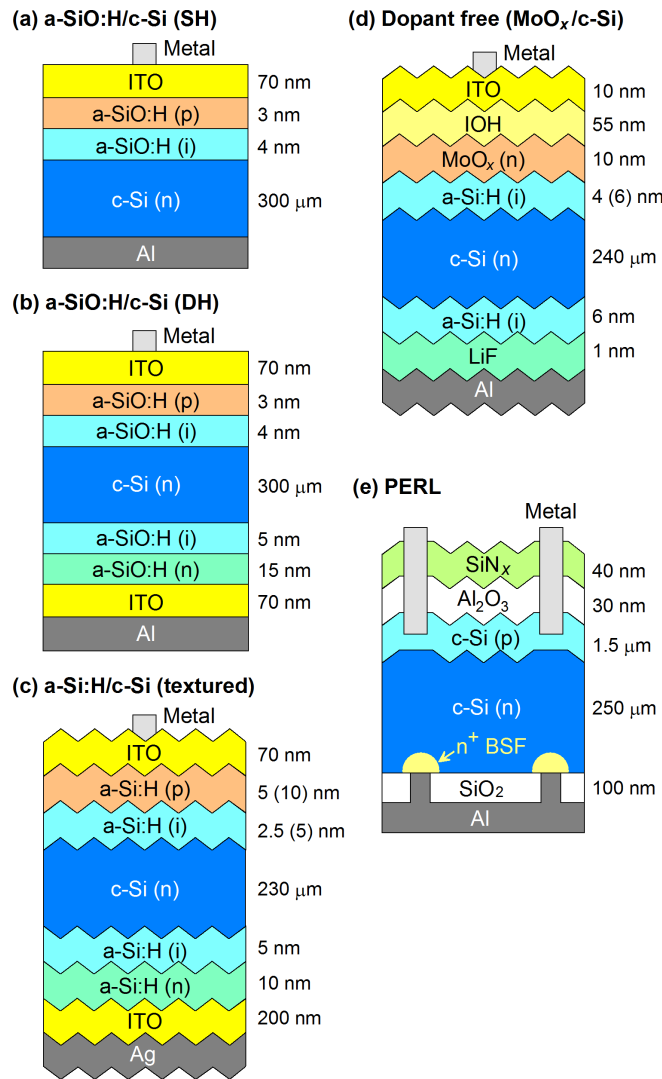 (a) a-SiO:H/c-Si (SH)
Metal
ITO 70 nm
a-SiO:H (p) 3 nm
a-SiO:H (i) 4 nm
c-Si (n) 300 μm
Al
(b) a-SiO:H/c-Si (DH)
Metal
ITO 70 nm
a-SiO:H (p) 3 nm
a-SiO:H (i) 4 nm
c-Si (n) 300 μm
a-SiO:H (i) 5 nm
a-SiO:H (n) 15 nm
ITO 70 nm
Al
(c) a-Si:H/c-Si (textured)
Metal
ITO 70 nm
a-Si:H (p) 5 (10) nm
a-Si:H (i) 2.5 (5) nm
c-Si (n) 230 μm
a-Si:H (i) 5 nm
a-Si:H (n) 10 nm
ITO 200 nm
Ag
(d) Dopant free (MoOₓ/c-Si)
Metal
ITO 10 nm
IOH 55 nm
MoOₓ (n) 10 nm
a-Si:H (i) 4 (6) nm
c-Si (n) 240 μm
a-Si:H (i) 6 nm
LiF 1 nm
Al
(e) PERL
Metal
SiNₓ 40 nm
Al₂O₃ 30 nm
c-Si (p) 1.5 μm
c-Si (n) 250 μm
n⁺ BSF
SiO₂ 100 nm
Al